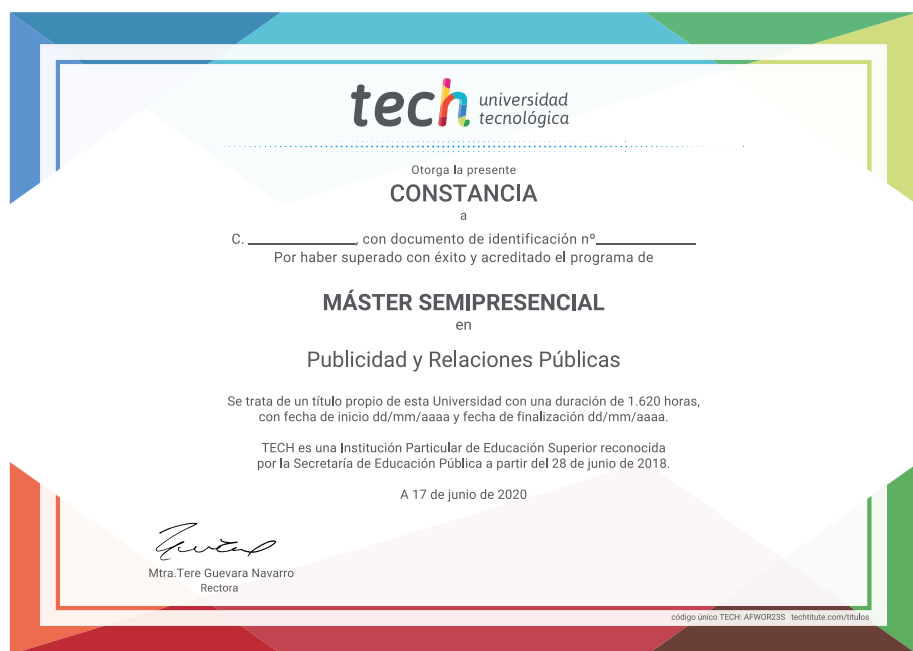 tech universidad
tecnológica
Otorga la presente
CONSTANCIA
a
C. ______________, con documento de identificación nº_____________
Por haber superado con éxito y acreditado el programa de
MÁSTER SEMIPRESENCIAL
en
Publicidad y Relaciones Públicas
Se trata de un título propio de esta Universidad con una duración de 1.620 horas,
con fecha de inicio dd/mm/aaaa y fecha de finalización dd/mm/aaaa.
TECH es una Institución Particular de Educación Superior reconocida
por la Secretaría de Educación Pública a partir del 28 de junio de 2018.
A 17 de junio de 2020
Mtra.Tere Guevara Navarro
Rectora
código único TECH: AFWOR23S techtitute.com/titulos